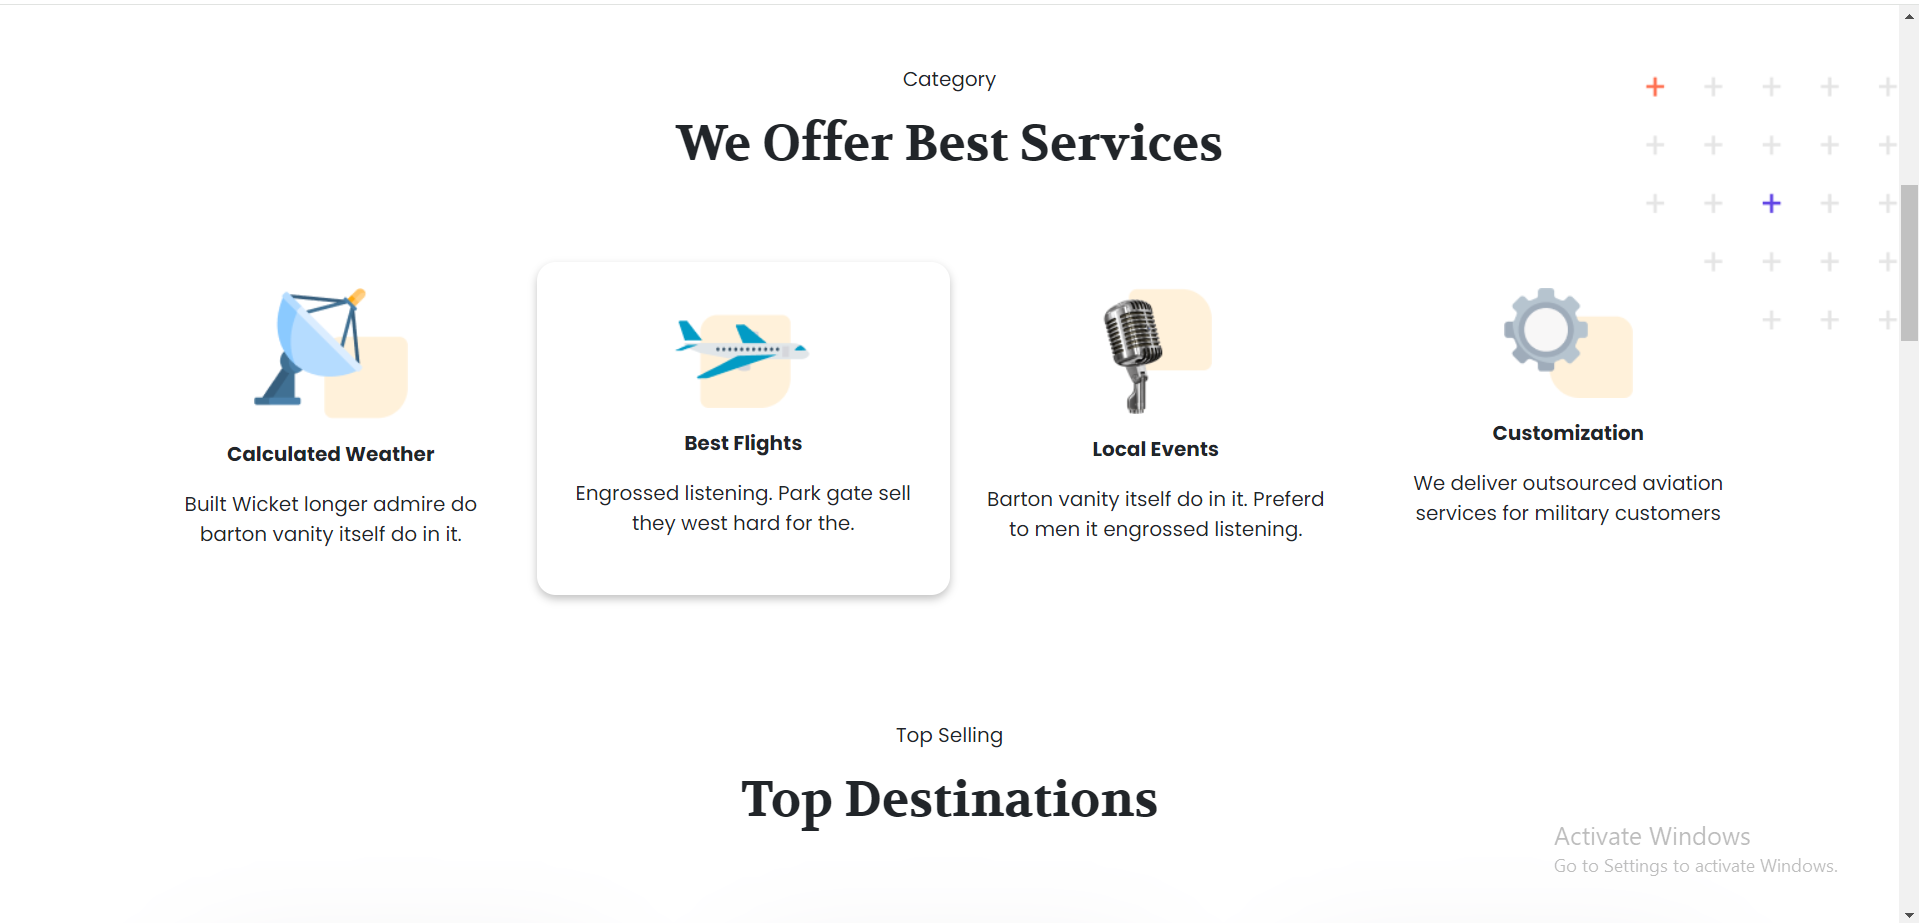 Category
We Offer Best Services
Calculated Weather
Built Wicket longer admire do
barton vanity itself do in it.
Best Flights
Engrossed listening. Park gate sell
they west hard for the.
Local Events
Barton vanity itself do in it. Preferd
to men it engrossed listening.
Customization
We deliver outsourced aviation
services for military customers
Top Selling
Top Destinations
Activate Windows
Go to Settings to activate Windows.